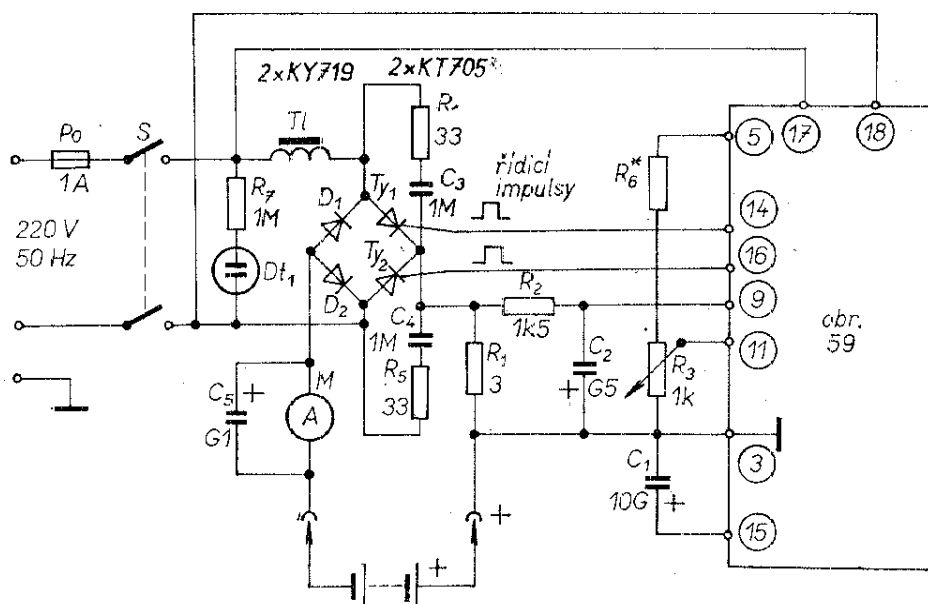 2×KY719
2×KT705*
Po
1A
S
Tl
R₇
1M
Dt₁
220 V
50 Hz
D₁
D₂
Ty₁
Ty₂
33
C₃
1M
řídicí
impulsy
R₆*
5
17
18
14
16
9
11
3
15
obr.
59
R₂
1k5
C₄
1M
R₅
33
R₁
3
C₂
+ G5
R₃
1k
C₅ +
G1
M
A
C₁
10G +
+
+